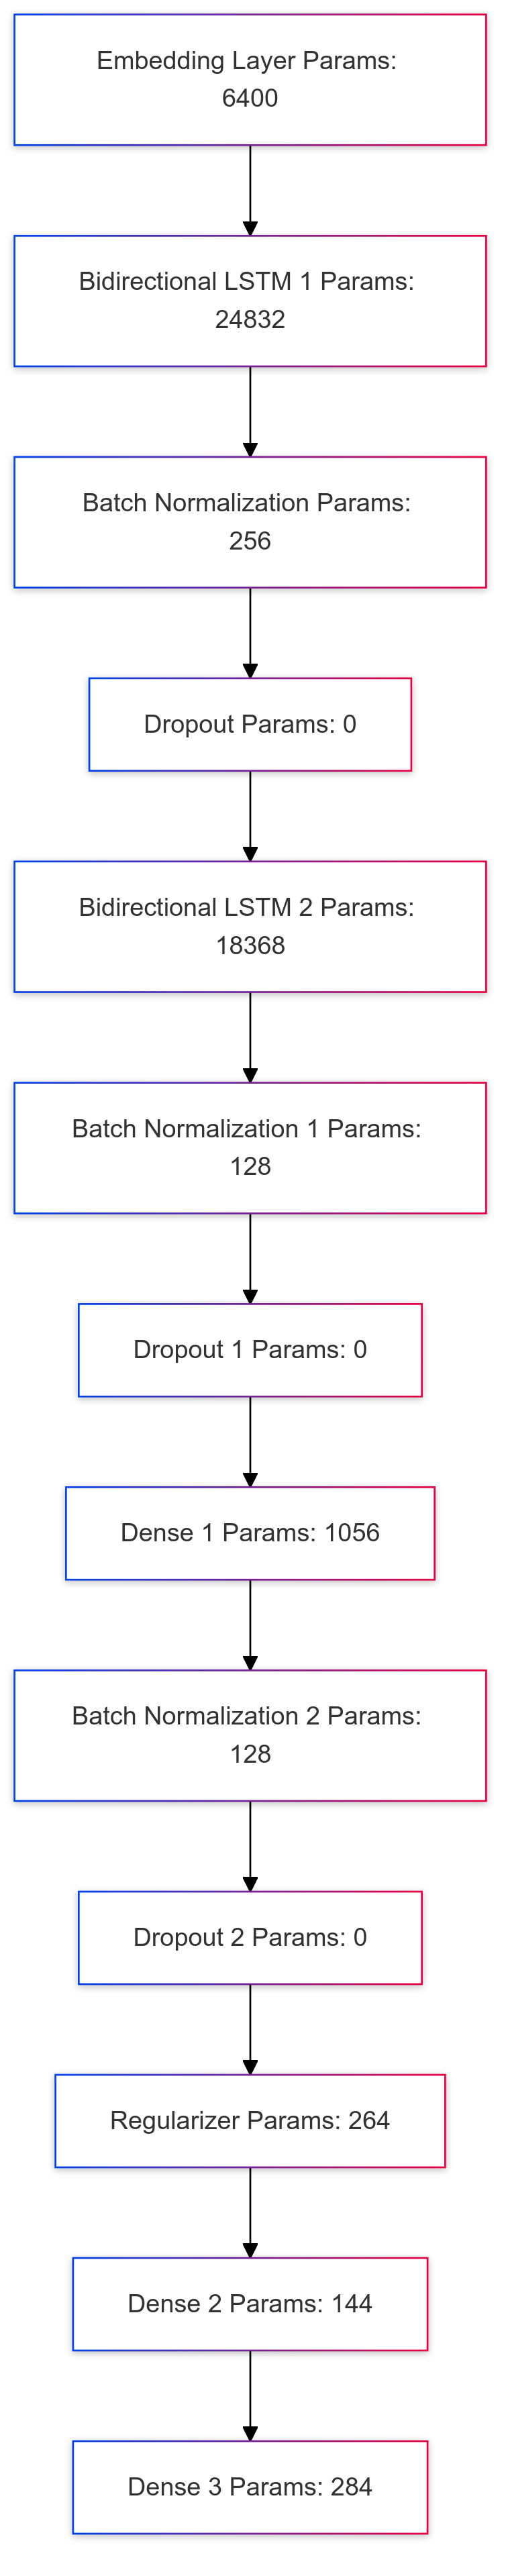 Embedding Layer Params:
6400
Bidirectional LSTM 1 Params:
24832
Batch Normalization Params:
256
Dropout Params: 0
Bidirectional LSTM 2 Params:
18368
Batch Normalization 1 Params:
128
Dropout 1 Params: 0
Dense 1 Params: 1056
Batch Normalization 2 Params:
128
Dropout 2 Params: 0
Regularizer Params: 264
Dense 2 Params: 144
Dense 3 Params: 284